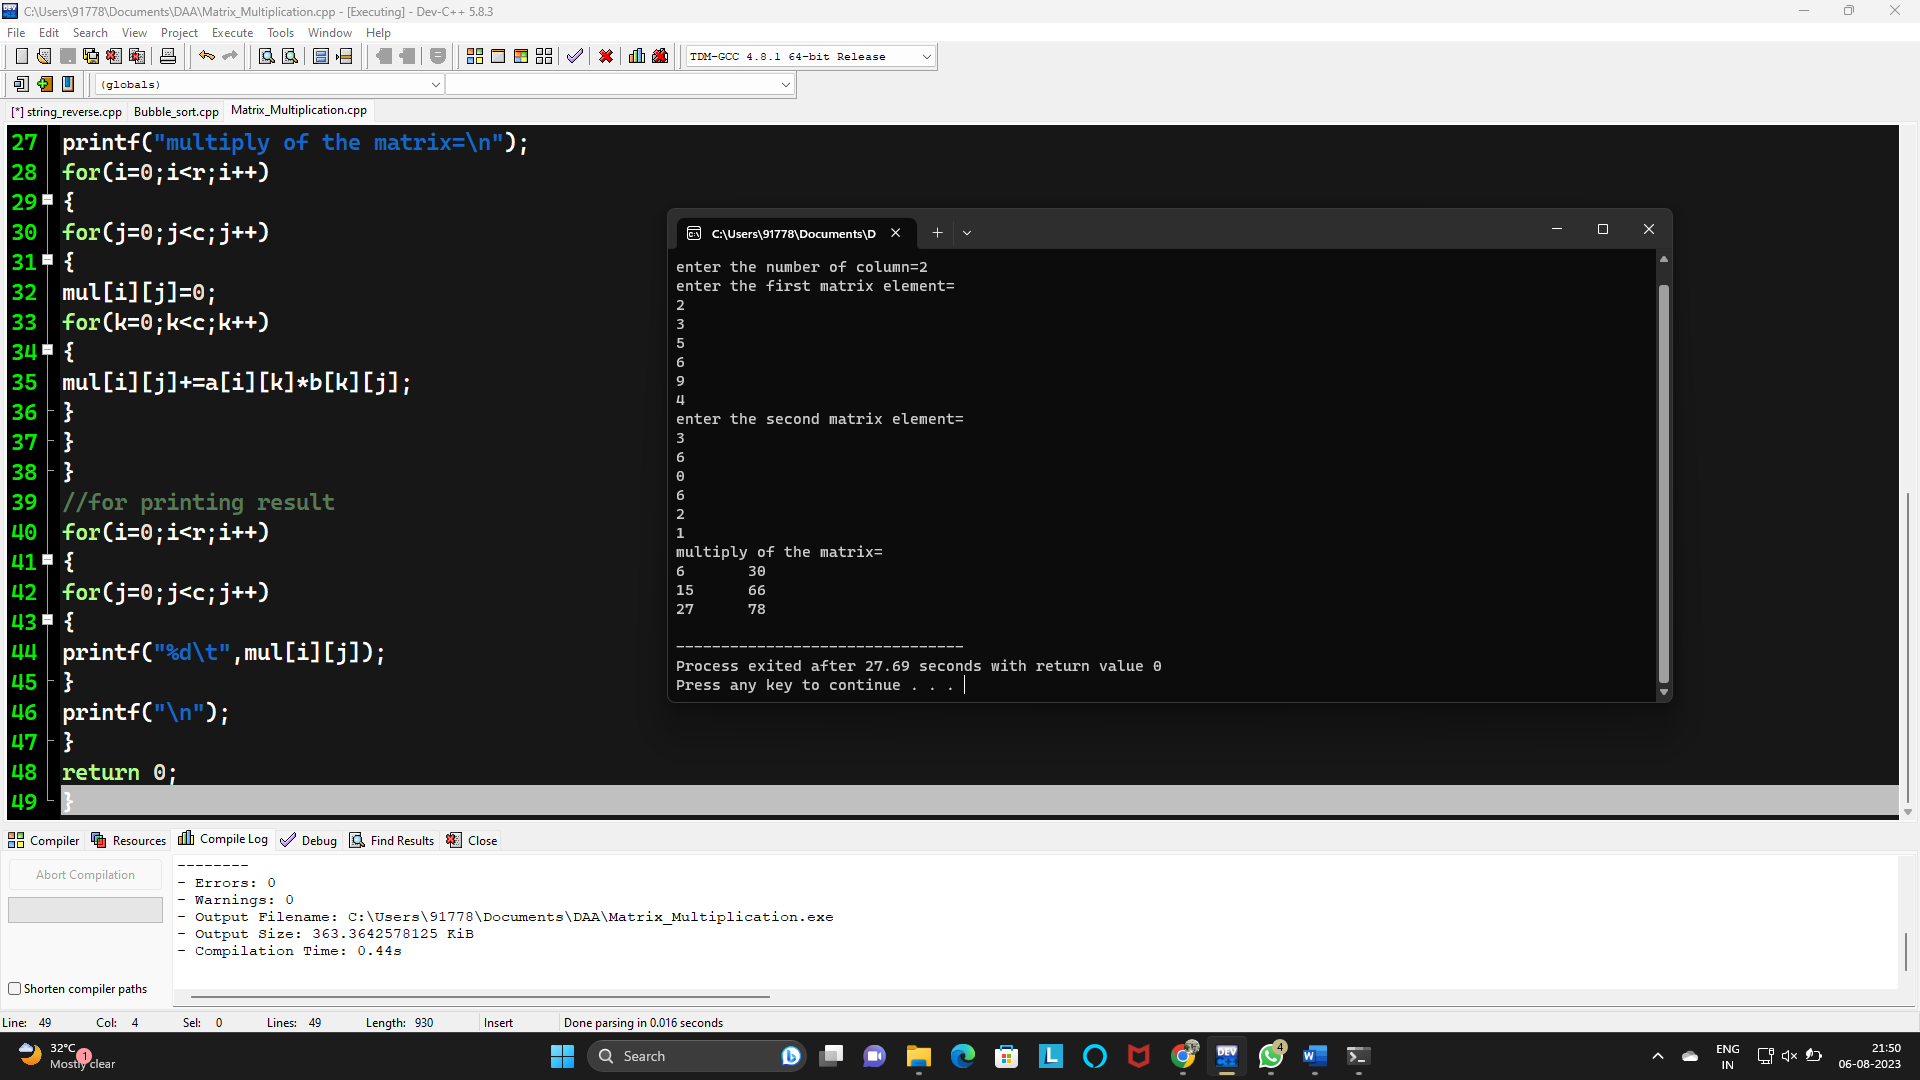 C:\Users\91778\Documents\DAA\Matrix_Multiplication.cpp - [Executing] - Dev-C++ 5.8.3
File Edit Search View Project Execute Tools Window Help
TDM-GCC 4.8.1 64-bit Release
(globals)
[*] string_reverse.cpp Bubble_sort.cpp Matrix_Multiplication.cpp
27 printf("multiply of the matrix=\n");
28 for(i=0;i<r;i++)
29 {
30 for(j=0;j<c;j++)
31 {
32 mul[i][j]=0;
33 for(k=0;k<c;k++)
34 {
35 mul[i][j]+=a[i][k]*b[k][j];
36 }
37 }
38 }
39 //for printing result
40 for(i=0;i<r;i++)
41 {
42 for(j=0;j<c;j++)
43 {
44 printf("%d\t",mul[i][j]);
45 }
46 printf("\n");
47 }
48 return 0;
49 }
C:\Users\91778\Documents\D
enter the number of column=2
enter the first matrix element=
2
3
5
6
9
4
enter the second matrix element=
3
6
0
6
2
1
multiply of the matrix=
6 30
15 66
27 78
--------------------------------
Process exited after 27.69 seconds with return value 0
Press any key to continue . . .
Compiler Resources Compile Log Debug Find Results Close
Abort Compilation
Shorten compiler paths
--------
- Errors: 0
- Warnings: 0
- Output Filename: C:\Users\91778\Documents\DAA\Matrix_Multiplication.exe
- Output Size: 363.3642578125 KiB
- Compilation Time: 0.44s
Line: 49 Col: 4 Sel: 0 Lines: 49 Length: 930 Insert Done parsing in 0.016 seconds
32°C
Mostly clear
1
Search
L
DEV
4
W
ENG
IN
21:50
06-08-2023